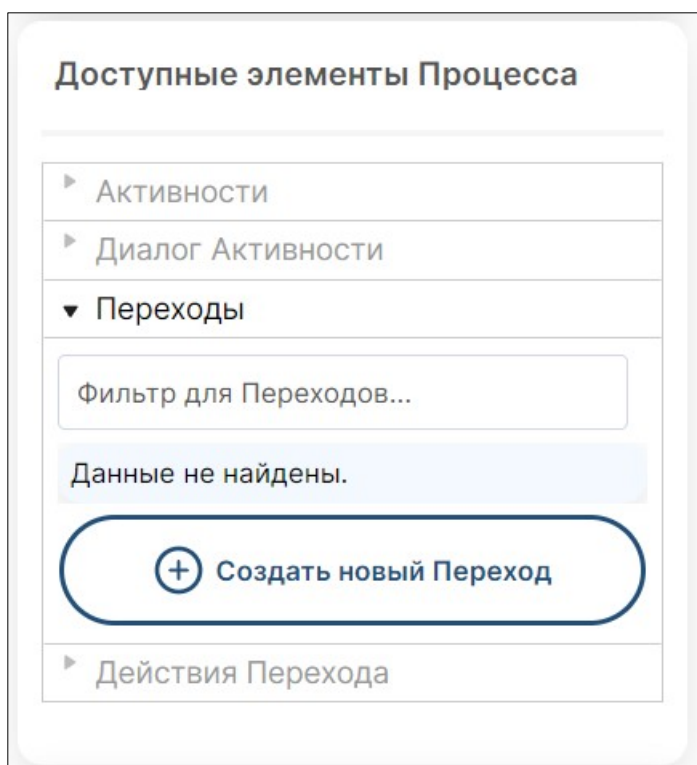 Доступные элементы Процесса
Активности
Диалог Активности
Переходы
Фильтр для Переходов...
Данные не найдены.
Создать новый Переход
Действия Перехода